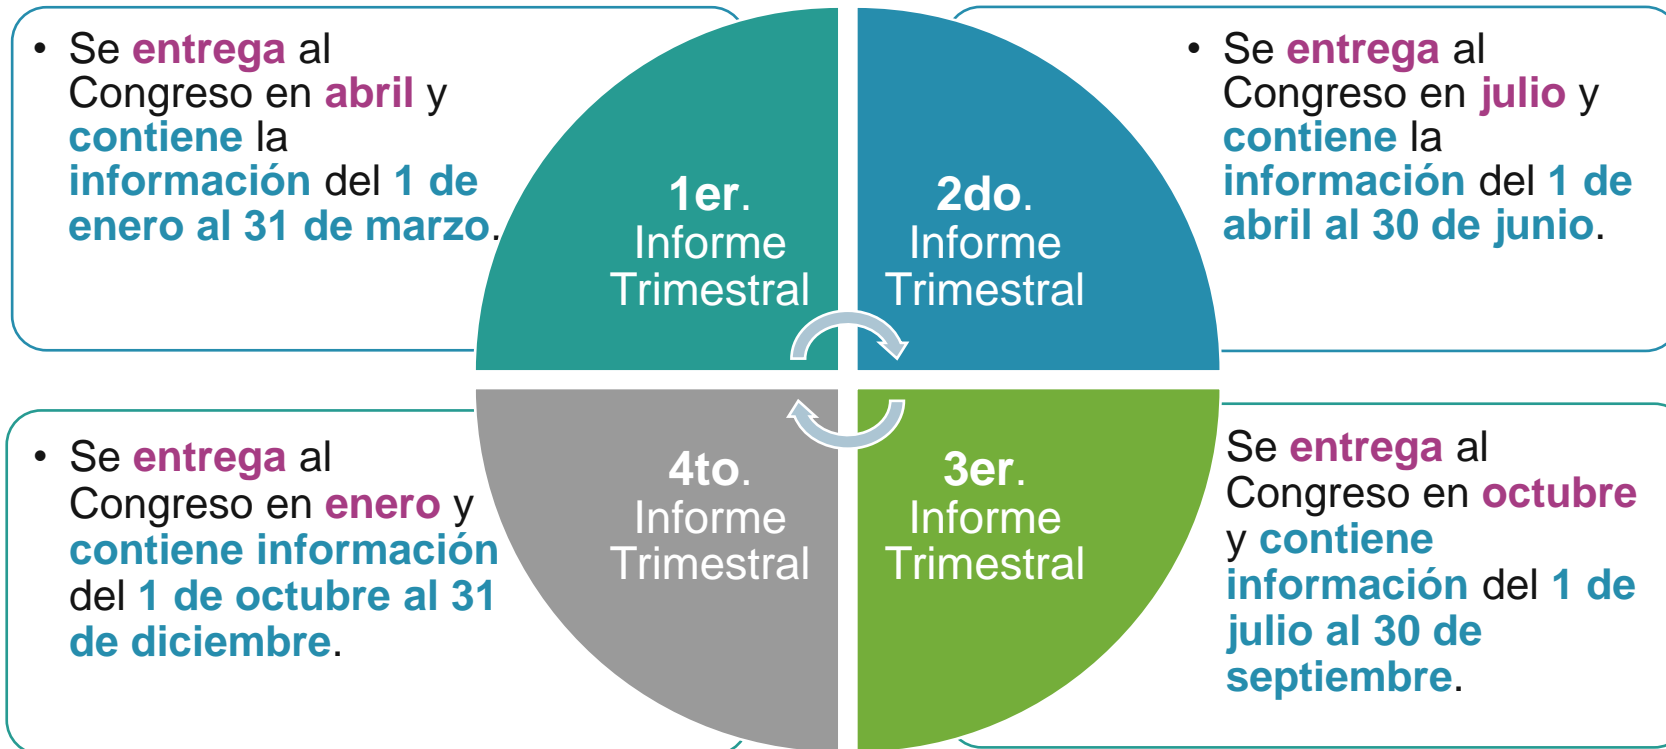 • Se entrega al
Congreso en abril y
contiene la
información del 1 de
enero al 31 de marzo.
1er.
Informe
Trimestral
2do.
Informe
Trimestral
• Se entrega al
Congreso en julio y
contiene la
información del 1 de
abril al 30 de junio.
• Se entrega al
Congreso en enero y
contiene información
del 1 de octubre al 31
de diciembre.
4to.
Informe
Trimestral
3er.
Informe
Trimestral
Se entrega al
Congreso en octubre
y contiene
información del 1 de
julio al 30 de
septiembre.